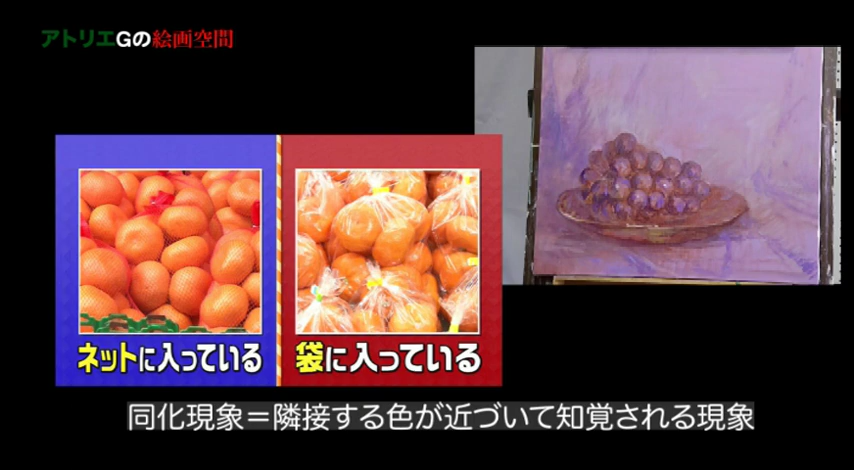 アトリエGの絵画空間
ネットに入っている
袋に入っている
同化現象＝隣接する色が近づいて知覚される現象